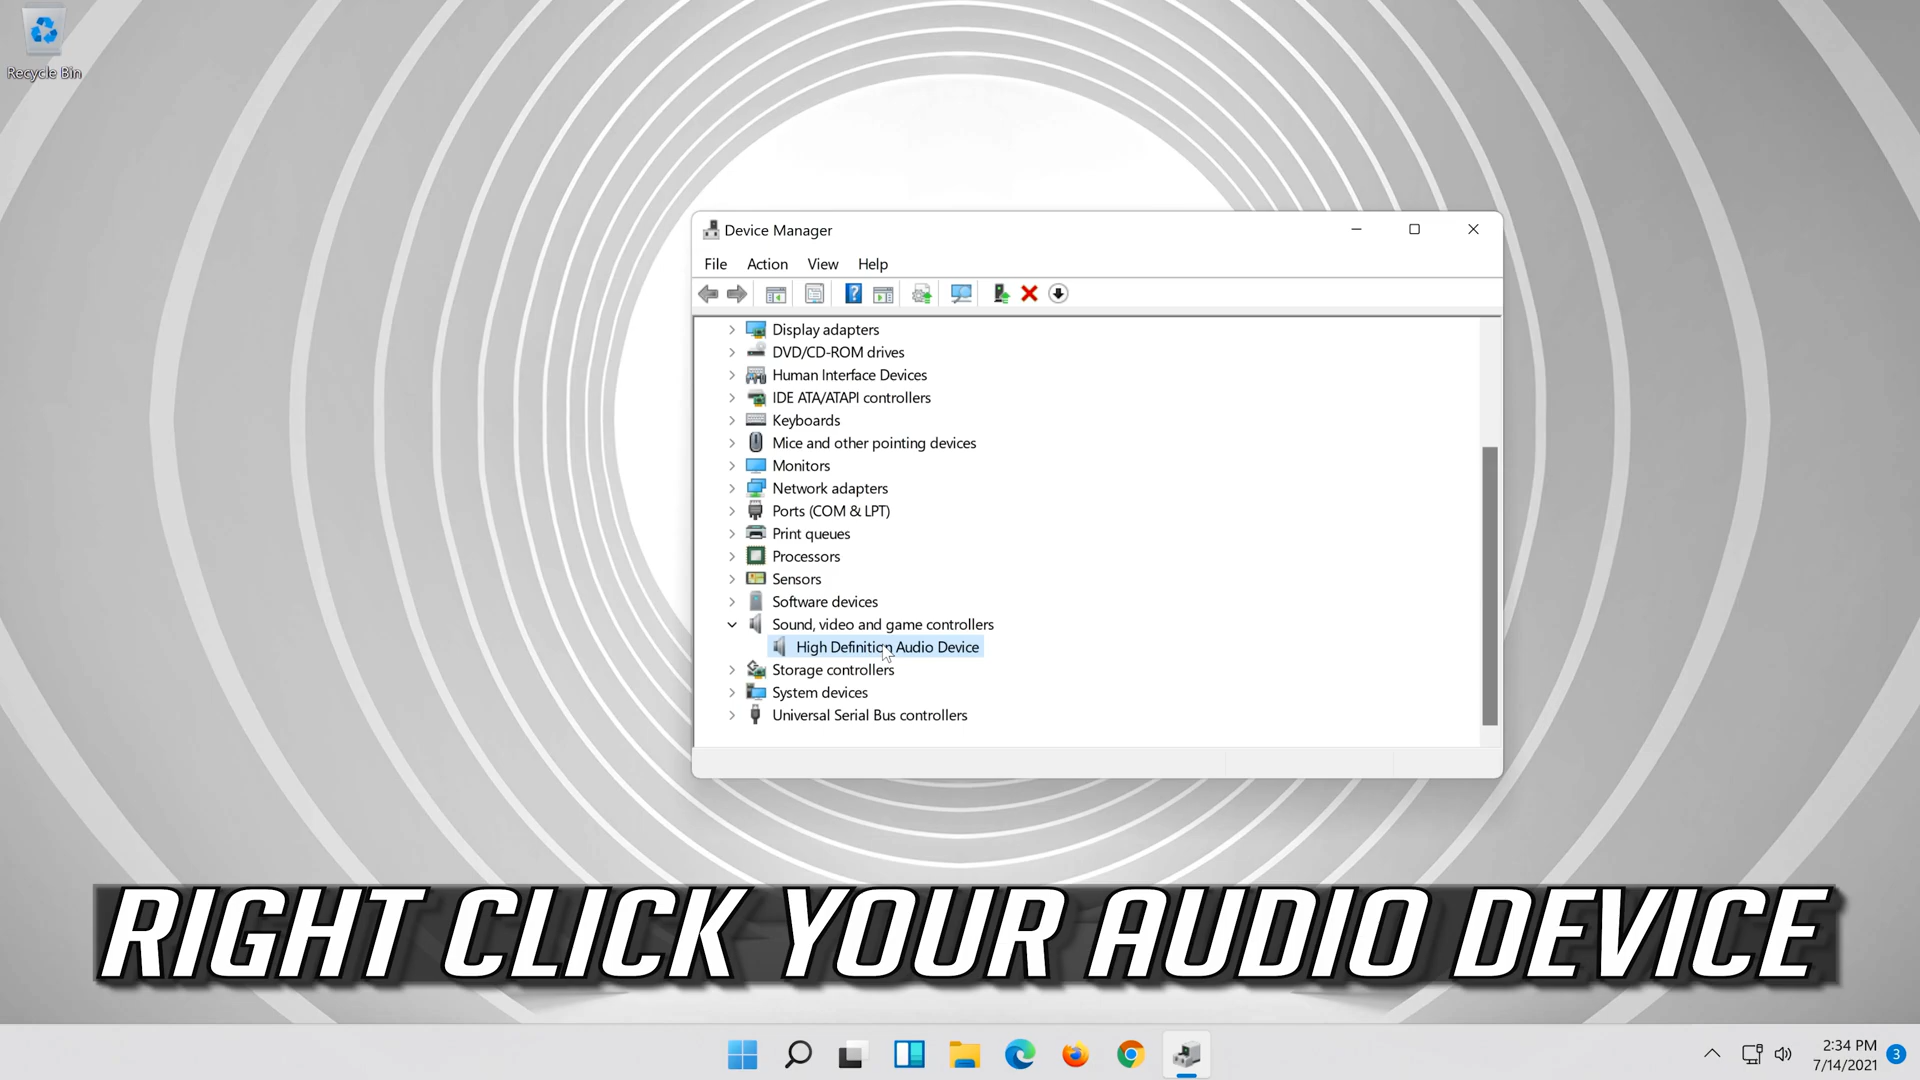 Recycle Bin
Device Manager
File Action View Help
Display adapters
DVD/CD-ROM drives
Human Interface Devices
IDE ATA/ATAPI controllers
Keyboards
Mice and other pointing devices
Monitors
Network adapters
Ports (COM & LPT)
Print queues
Processors
Sensors
Software devices
Sound, video and game controllers
High Definition Audio Device
Storage controllers
System devices
Universal Serial Bus controllers
RIGHT CLICK YOUR AUDIO DEVICE
2:34 PM
7/14/2021
3